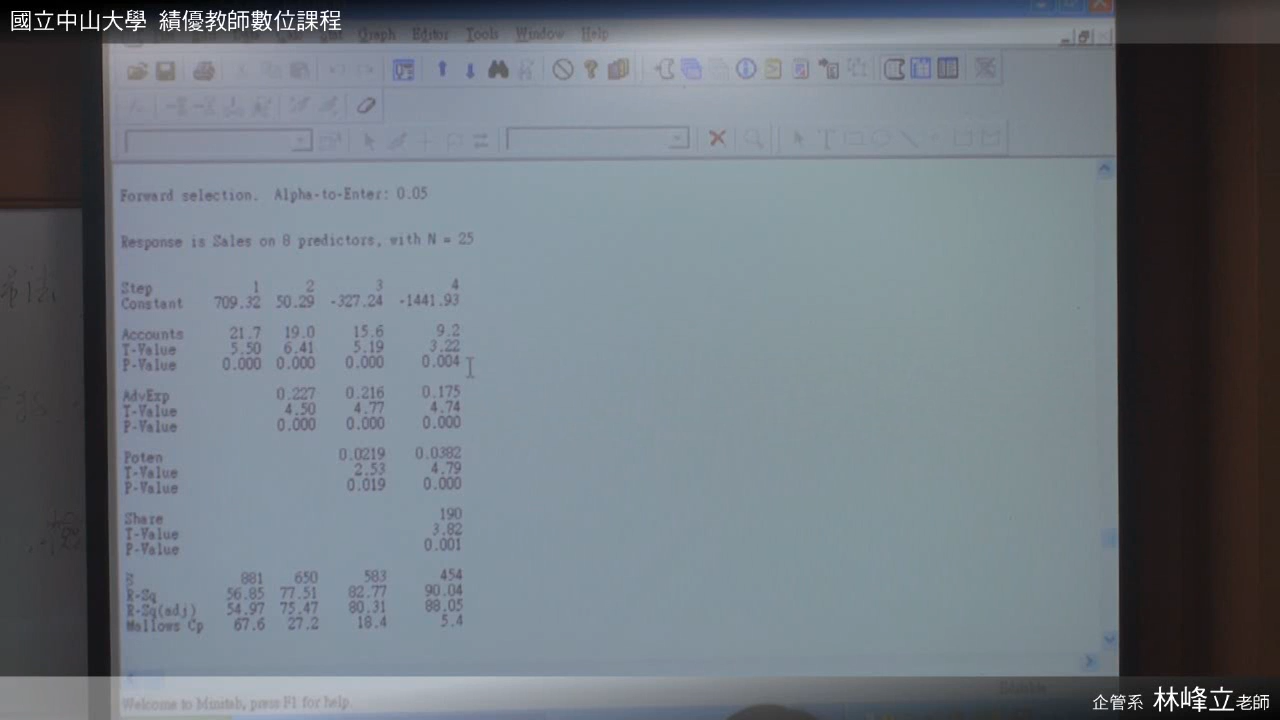 國立中山大學 績優教師數位課程
Graph Editor Tools Window Help
Forward selection. Alpha-to-Enter: 0.05
Response is Sales on 8 predictors, with N = 25
Step 1 2 3 4
Constant 709.32 50.29 -327.24 -1441.93
Accounts 21.7 19.0 15.6 9.2
T-Value 5.50 6.41 5.19 3.22
P-Value 0.000 0.000 0.000 0.004
AdvExp 0.227 0.216 0.175
T-Value 4.50 4.77 4.74
P-Value 0.000 0.000 0.000
Poten 0.0219 0.0382
T-Value 2.53 4.79
P-Value 0.019 0.000
Share 190
T-Value 3.82
P-Value 0.001
S 881 650 583 454
R-Sq 56.85 77.51 82.77 90.04
R-Sq(adj) 54.97 75.47 80.31 88.05
Mallows Cp 67.6 27.2 18.4 5.4
Welcome to Minitab, press F1 for help.
企管系 林峰立老師